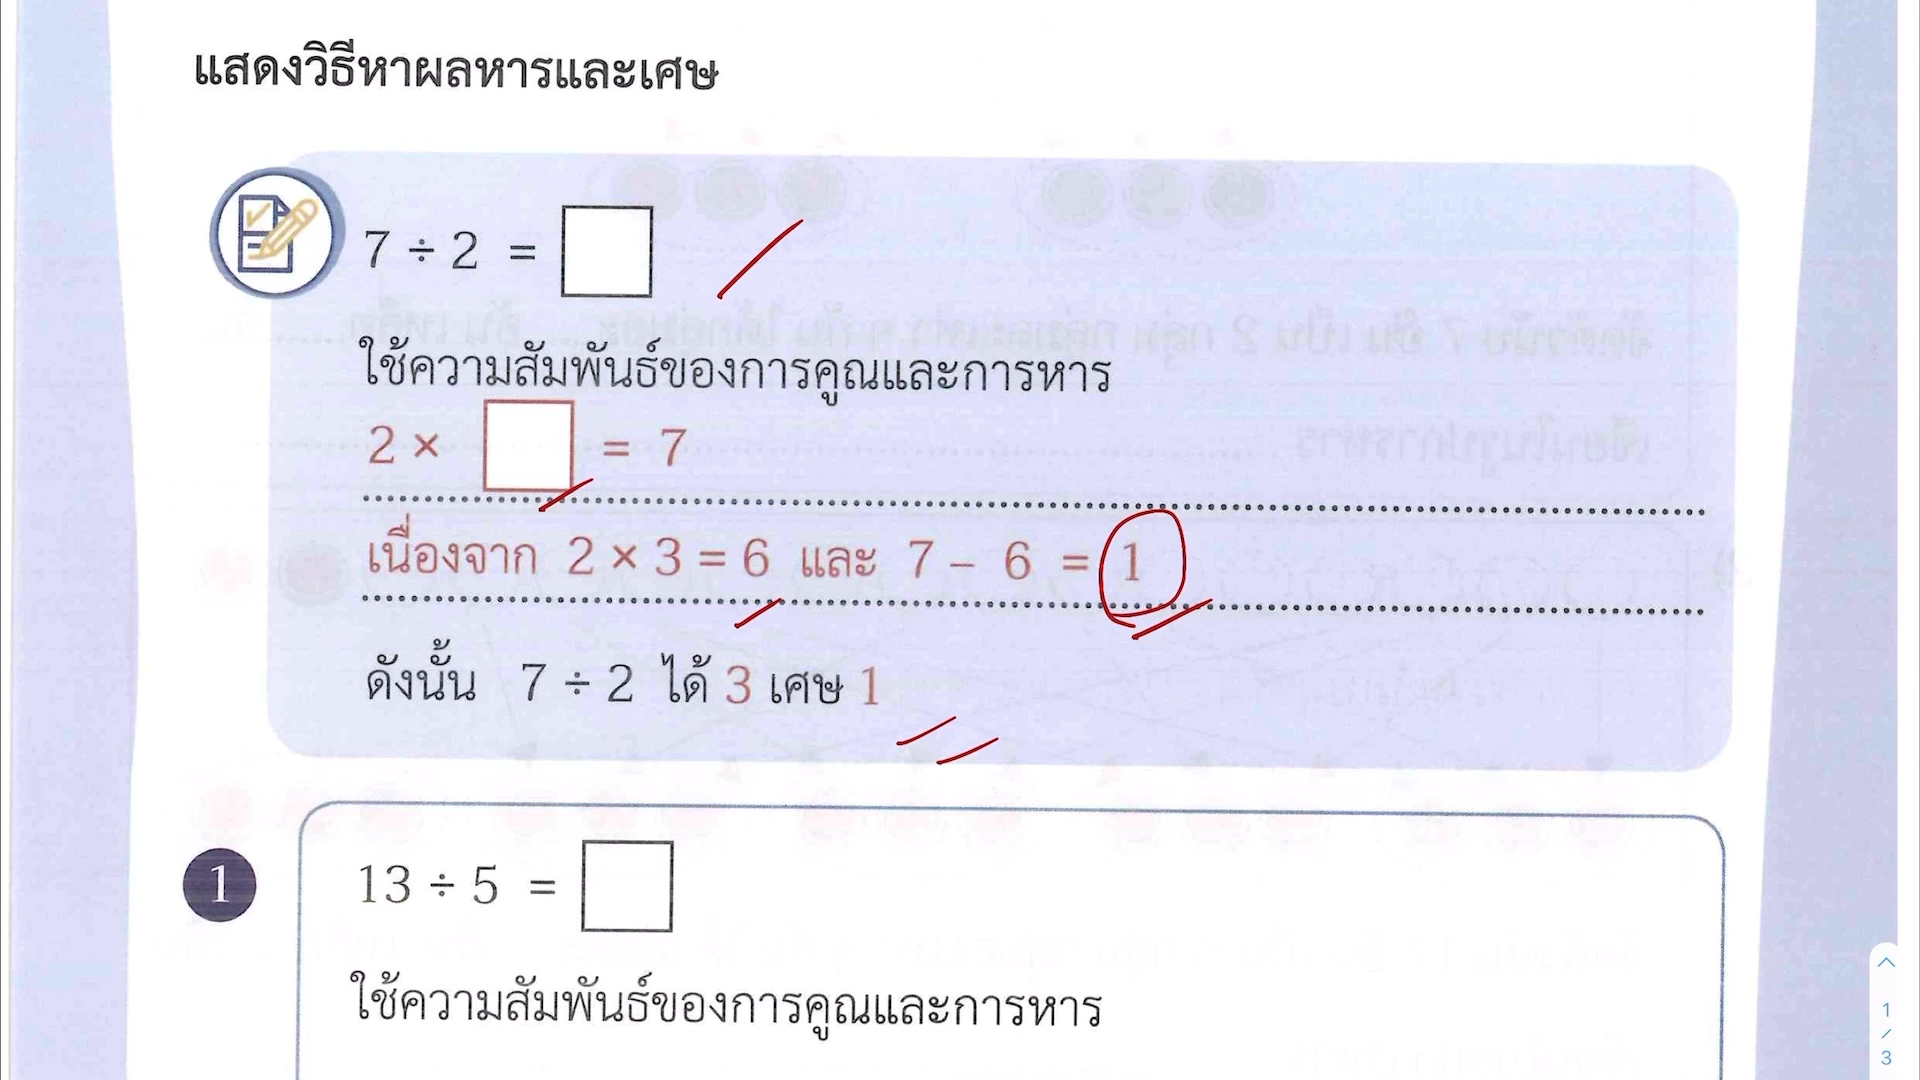 แสดงวิธีหาผลหารและเศษ
7 ÷ 2 =
ใช้ความสัมพันธ์ของการคูณและการหาร
2 × = 7
เนื่องจาก 2 × 3 = 6 และ 7 – 6 = 1
ดังนั้น 7 ÷ 2 ได้ 3 เศษ 1
1
13 ÷ 5 =
ใช้ความสัมพันธ์ของการคูณและการหาร
1
/
3